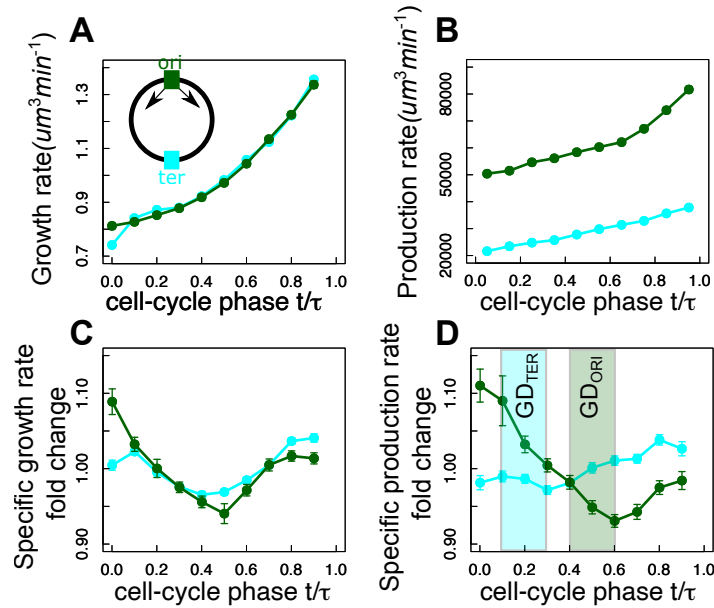 A
ori
ter
Growth rate(um³min⁻¹)
0.7 0.9 1.1 1.3
0.0 0.2 0.4 0.6 0.8 1.0
cell-cycle phase t/τ
B
Production rate(um³min⁻¹)
20000 50000 80000
0.0 0.2 0.4 0.6 0.8 1.0
cell-cycle phase t/τ
C
Specific growth rate
fold change
0.90 1.00 1.10
0.0 0.2 0.4 0.6 0.8 1.0
cell-cycle phase t/τ
D
GD_TER
GD_ORI
Specific production rate
fold change
0.90 1.00 1.10
0.0 0.2 0.4 0.6 0.8 1.0
cell-cycle phase t/τ